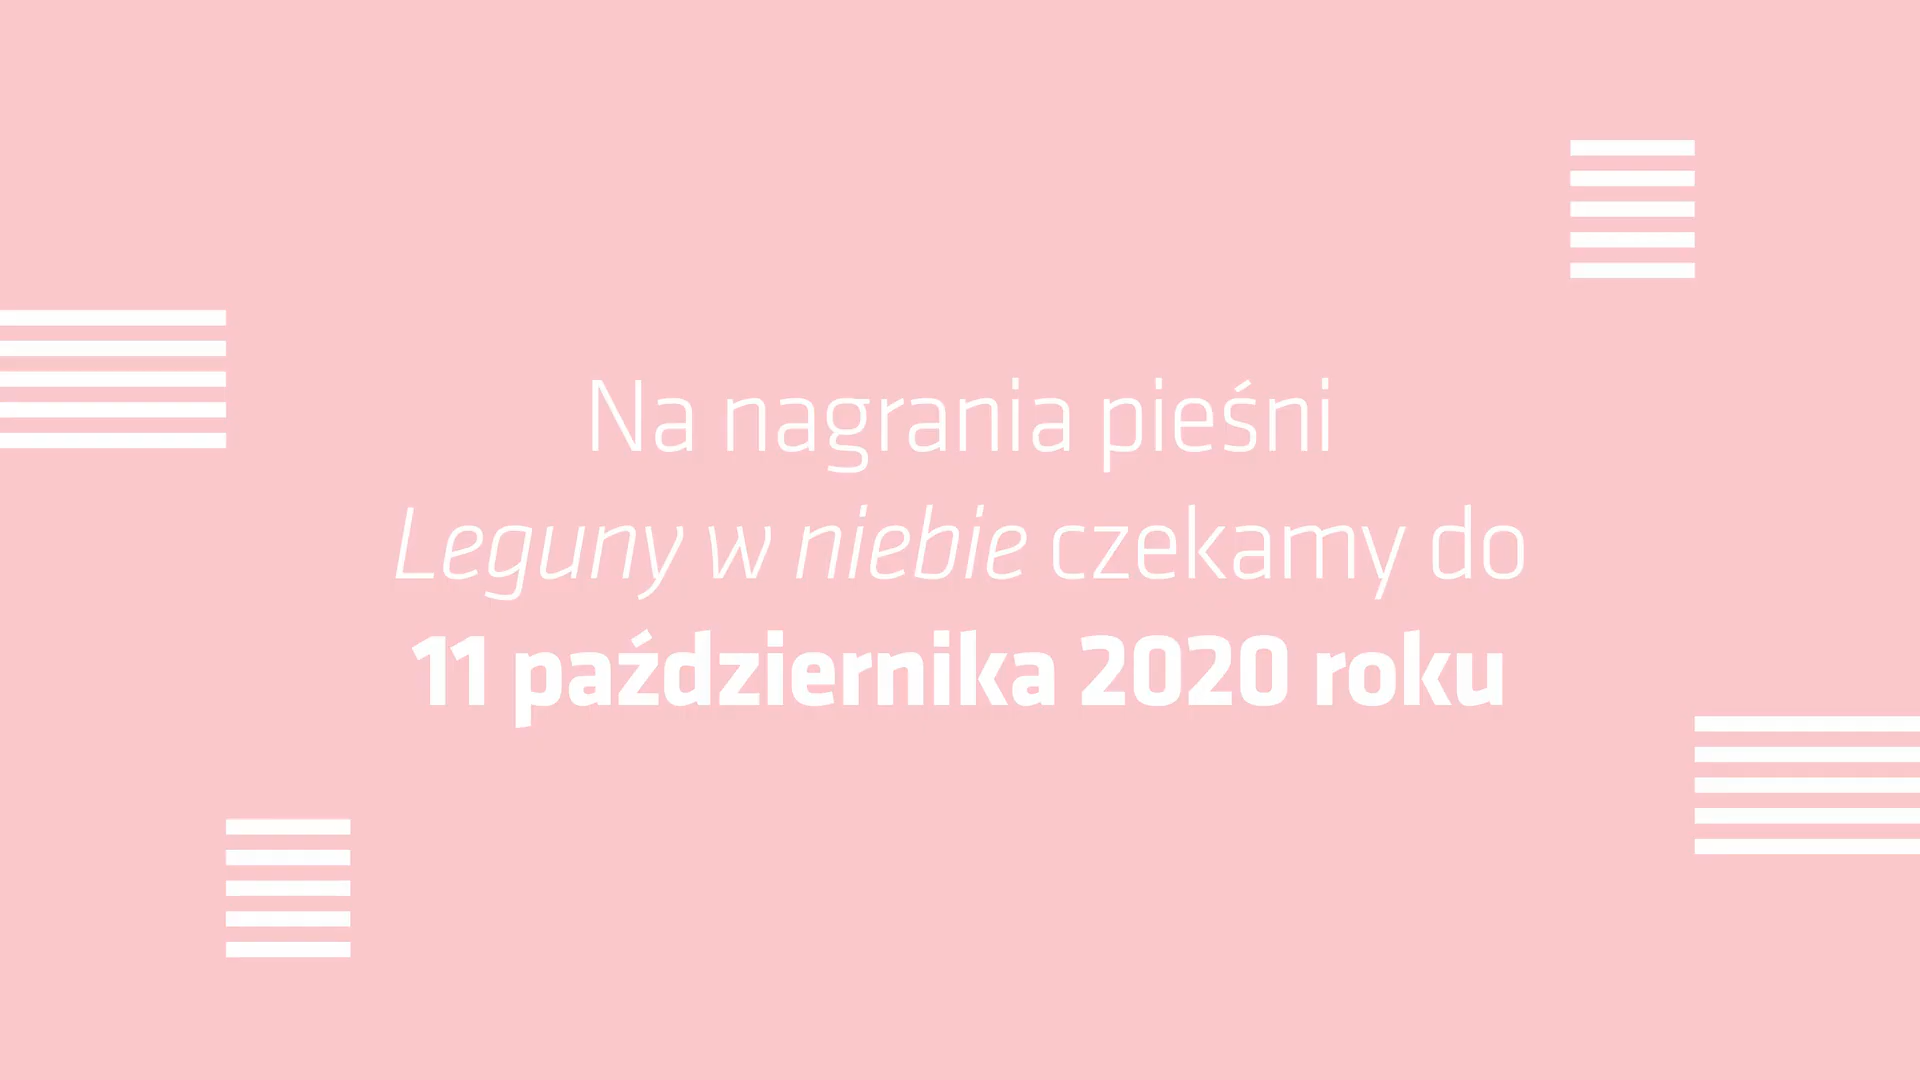 Na nagrania pieśni
Leguny w niebie czekamy do
11 października 2020 roku